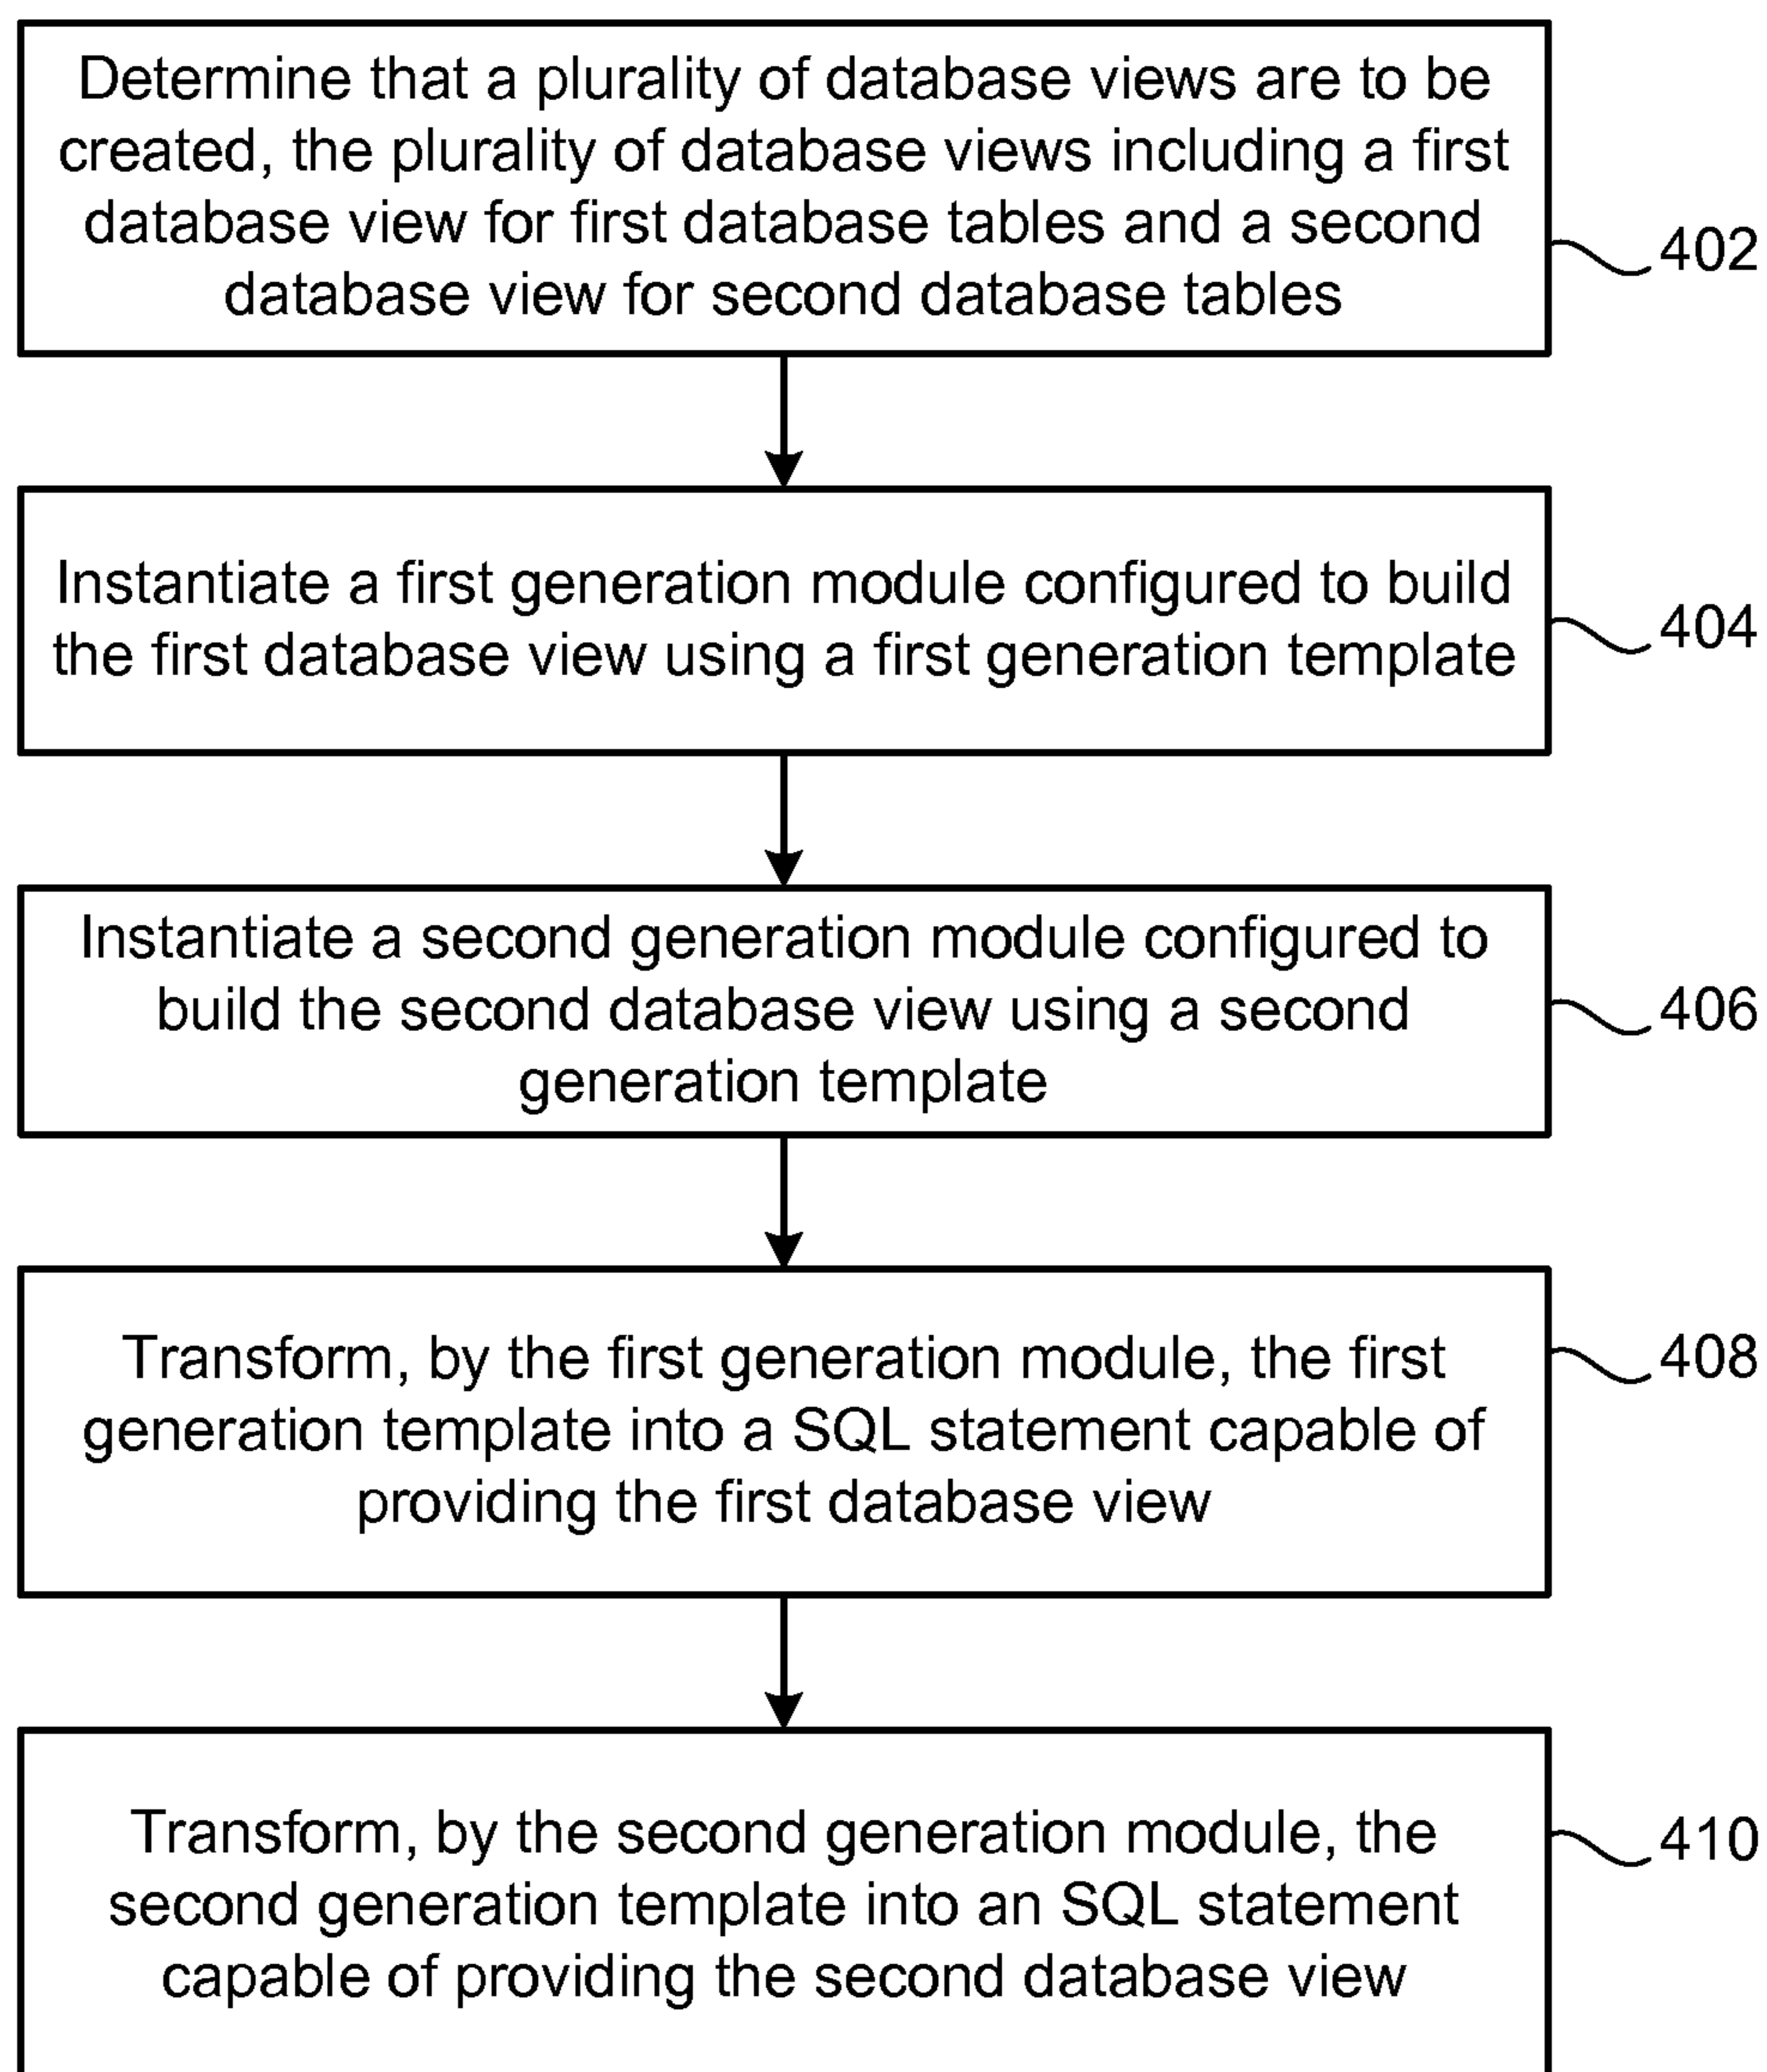 Determine that a plurality of database views are to be
created, the plurality of database views including a first
database view for first database tables and a second
database view for second database tables
402
Instantiate a first generation module configured to build
the first database view using a first generation template
404
Instantiate a second generation module configured to
build the second database view using a second
generation template
406
Transform, by the first generation module, the first
generation template into a SQL statement capable of
providing the first database view
408
Transform, by the second generation module, the
second generation template into an SQL statement
capable of providing the second database view
410